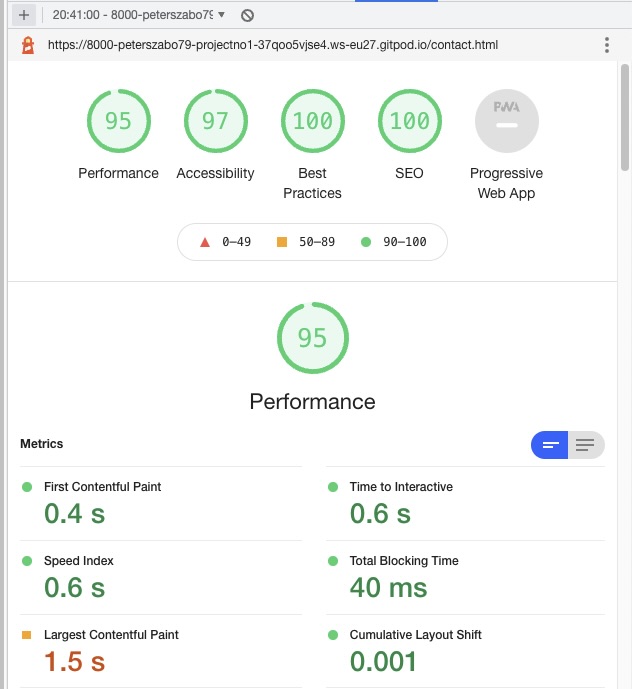 20:41:00 - 8000-peterszabo79
https://8000-peterszabo79-projectno1-37qoo5vjse4.ws-eu27.gitpod.io/contact.html
95 97 100 100 PWA
Performance Accessibility Best Practices SEO Progressive Web App
0–49 50–89 90–100
95
Performance
Metrics
First Contentful Paint Time to Interactive
0.4 s 0.6 s
Speed Index Total Blocking Time
0.6 s 40 ms
Largest Contentful Paint Cumulative Layout Shift
1.5 s 0.001